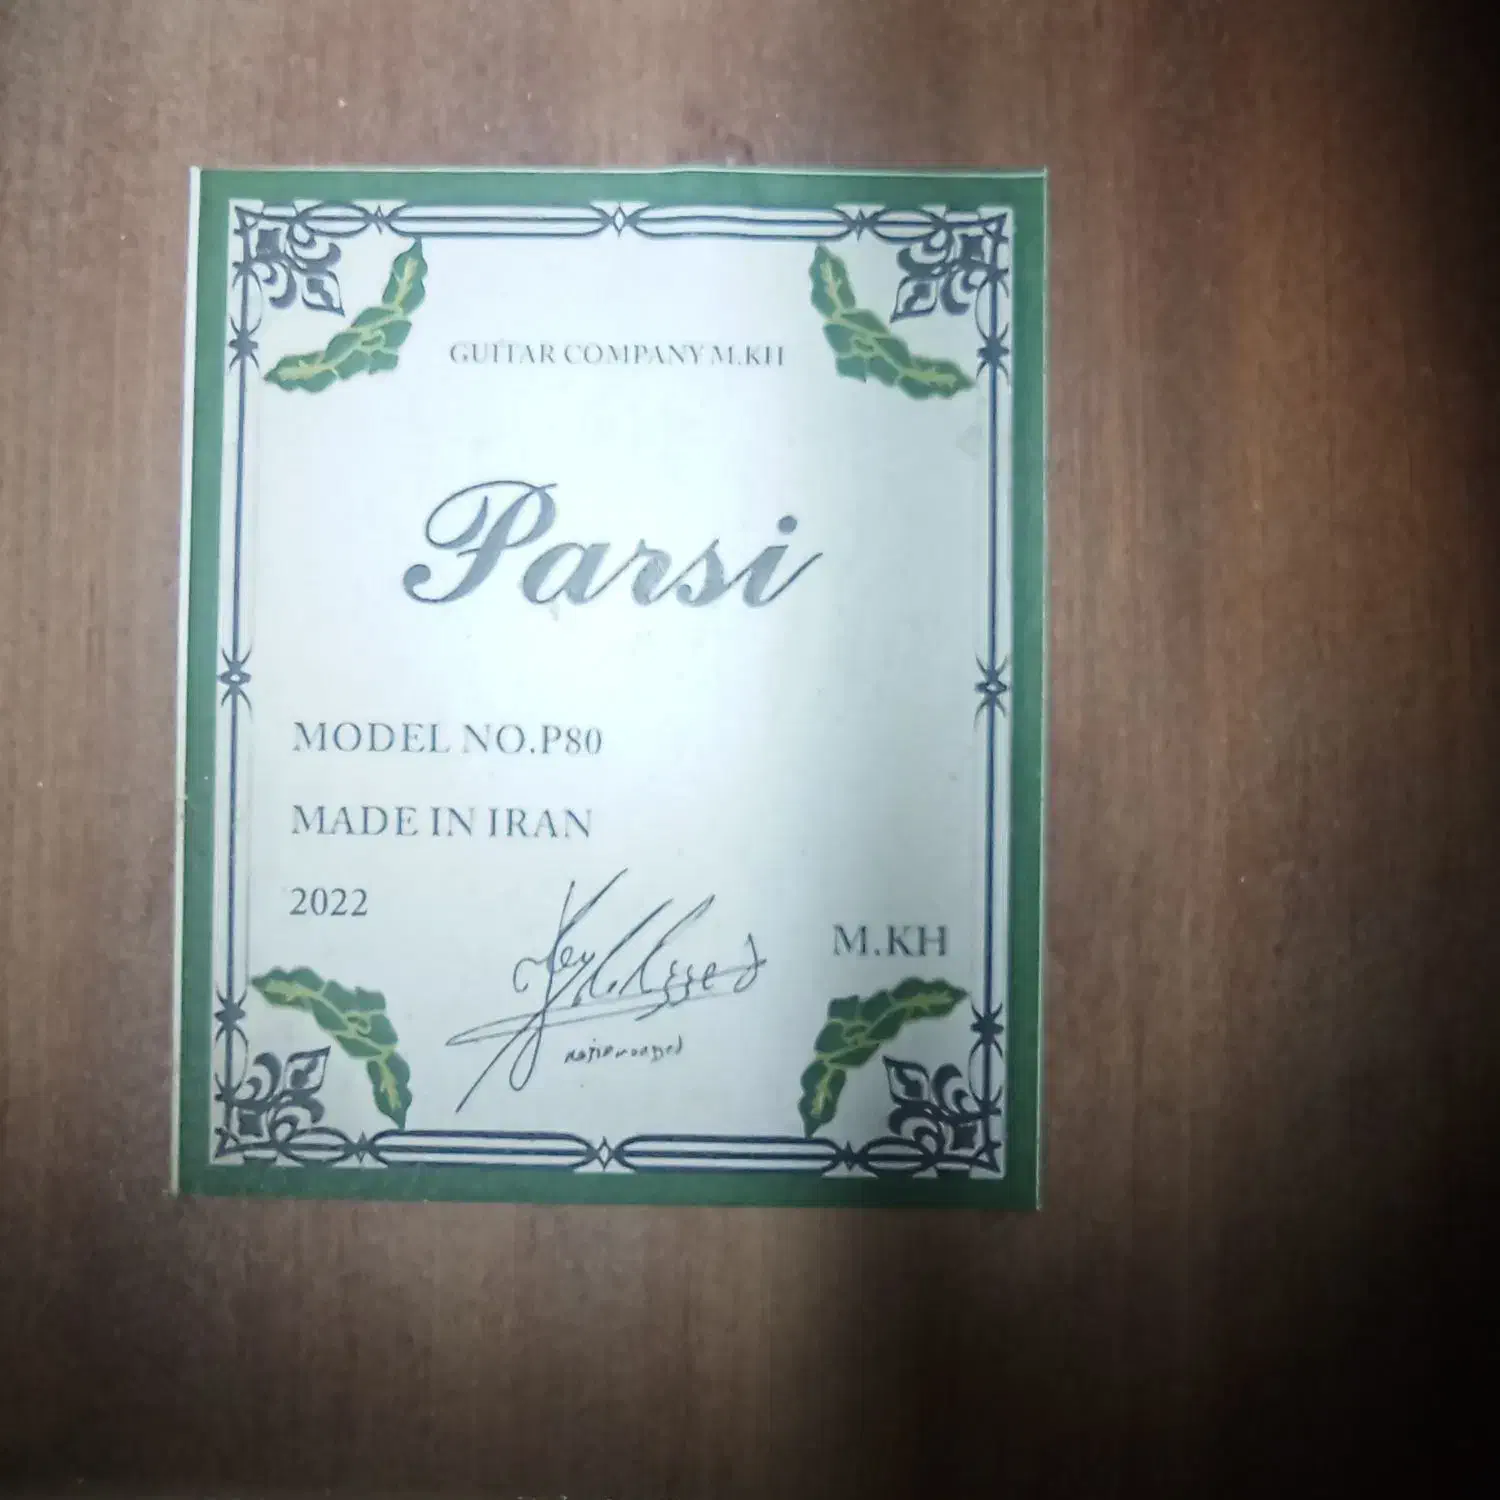 GUITAR COMPANY M.KH
Parsi
MODEL NO.P80
MADE IN IRAN
2022
M.KH